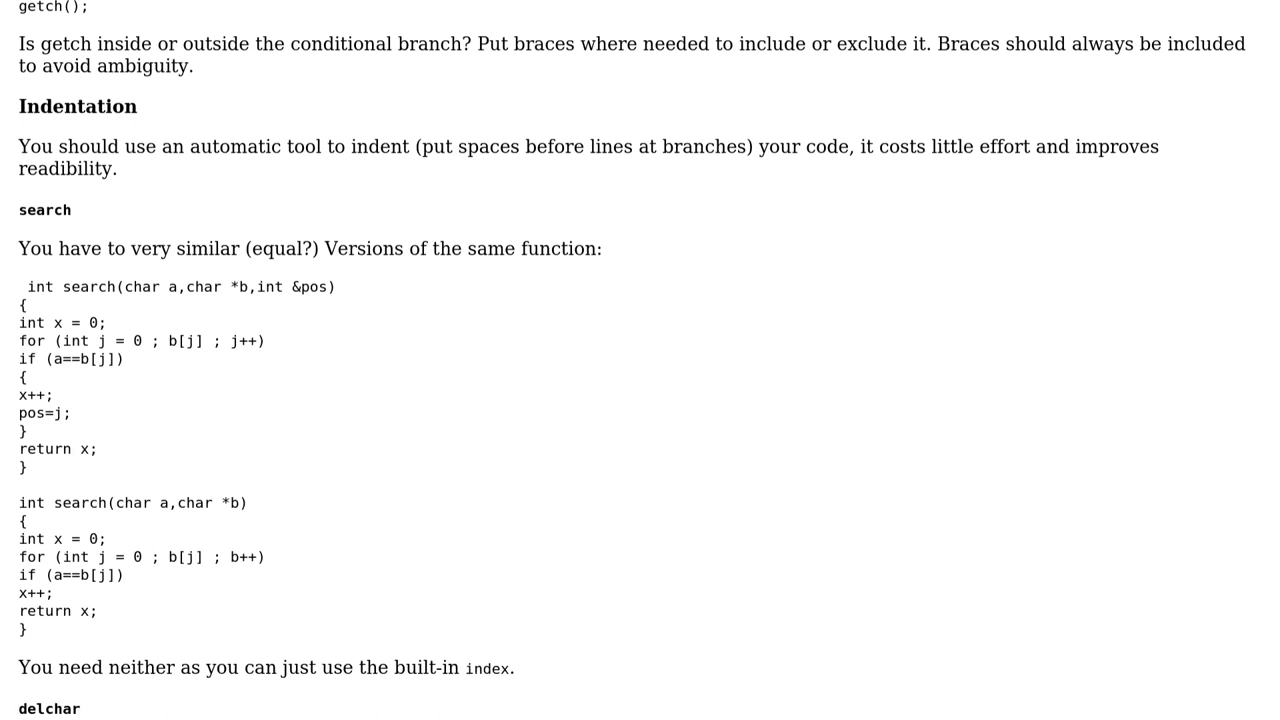 getch();
Is getch inside or outside the conditional branch? Put braces where needed to include or exclude it. Braces should always be included
to avoid ambiguity.
Indentation
You should use an automatic tool to indent (put spaces before lines at branches) your code, it costs little effort and improves
readibility.
search
You have to very similar (equal?) Versions of the same function:
 int search(char a,char *b,int &pos)
{
int x = 0;
for (int j = 0 ; b[j] ; j++)
if (a==b[j])
{
x++;
pos=j;
}
return x;
}
int search(char a,char *b)
{
int x = 0;
for (int j = 0 ; b[j] ; b++)
if (a==b[j])
x++;
return x;
}
You need neither as you can just use the built-in index.
delchar